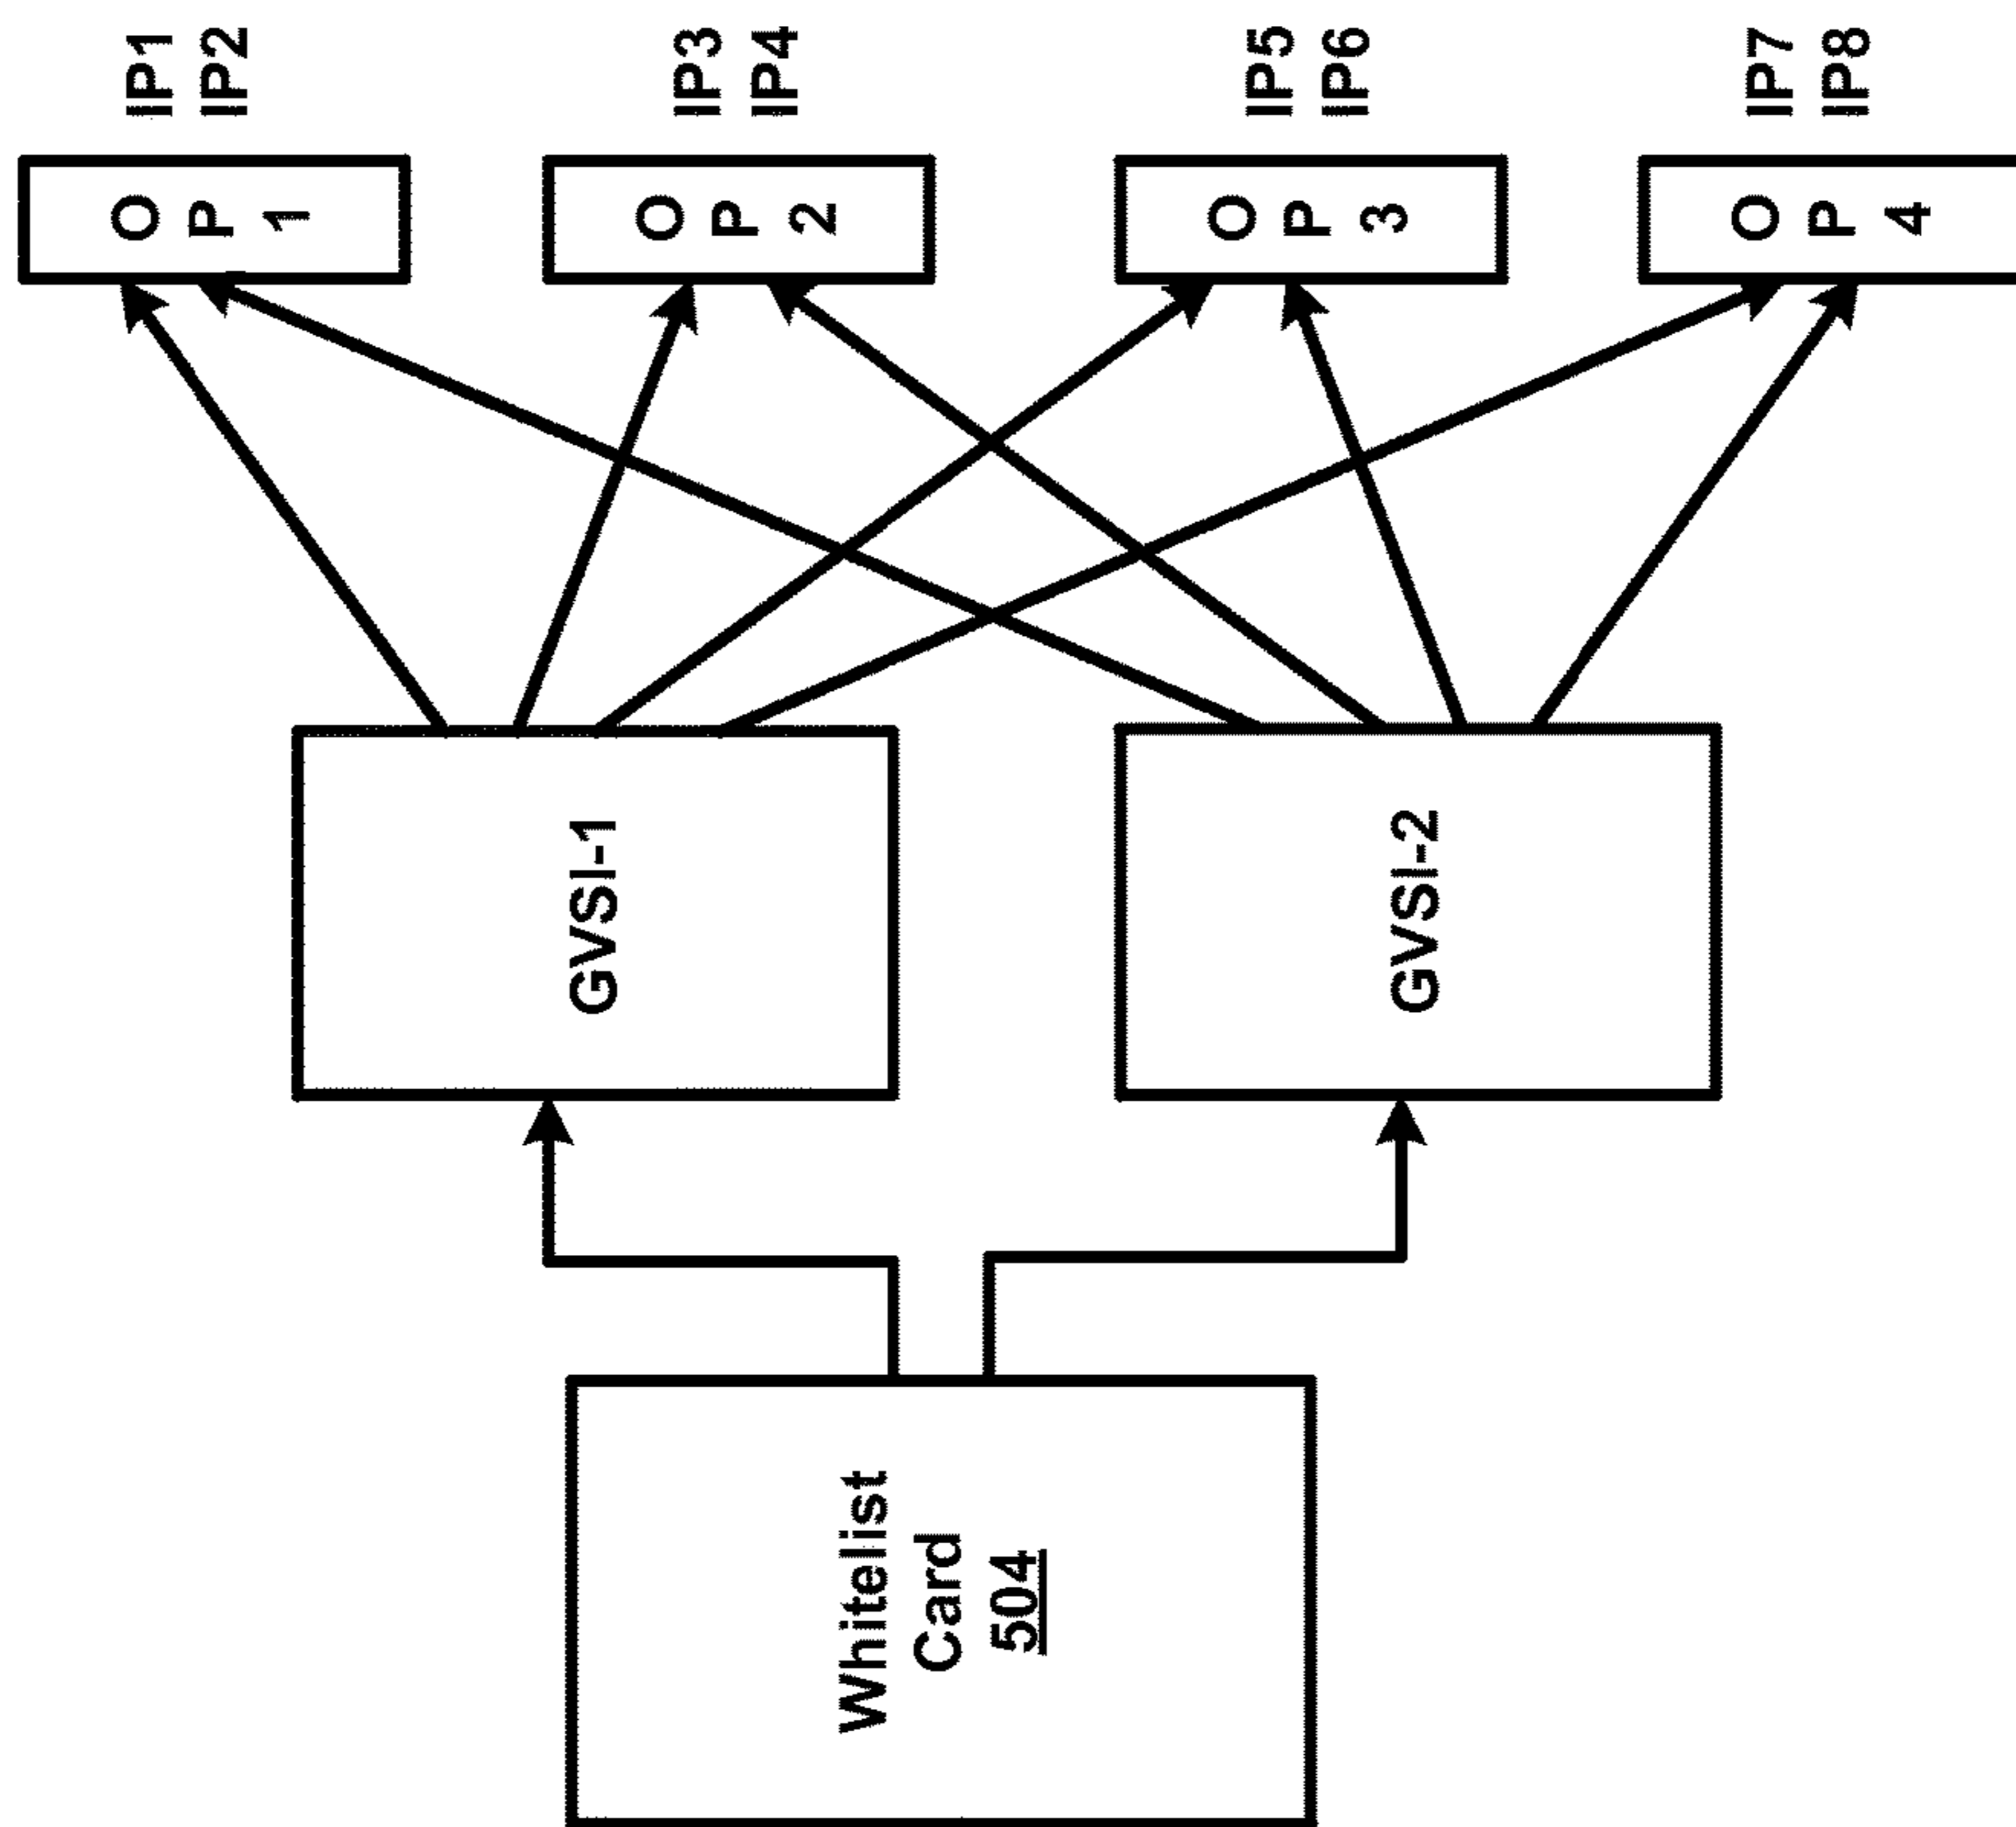 Whitelist
Card
504
GVSI-1
GVSI-2
O
P
1
O
P
2
O
P
3
O
P
4
IP1
IP2
IP3
IP4
IP5
IP6
IP7
IP8